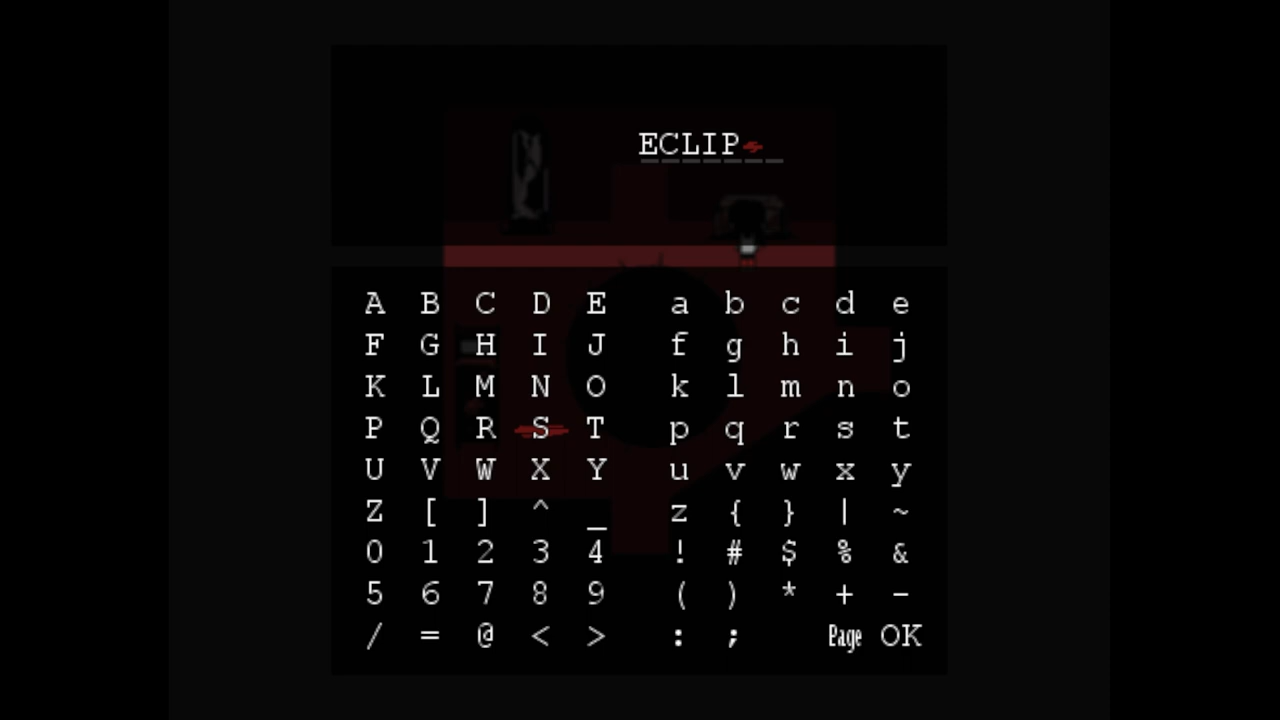 ECLIP
A B C D E a b c d e
F G H I J f g h i j
K L M N O k l m n o
P Q R S T p q r s t
U V W X Y u v w x y
Z [ ] ^ _ z { } | ~
0 1 2 3 4 ! # $ % &
5 6 7 8 9 ( ) * + -
/ = @ < > : ; Page OK